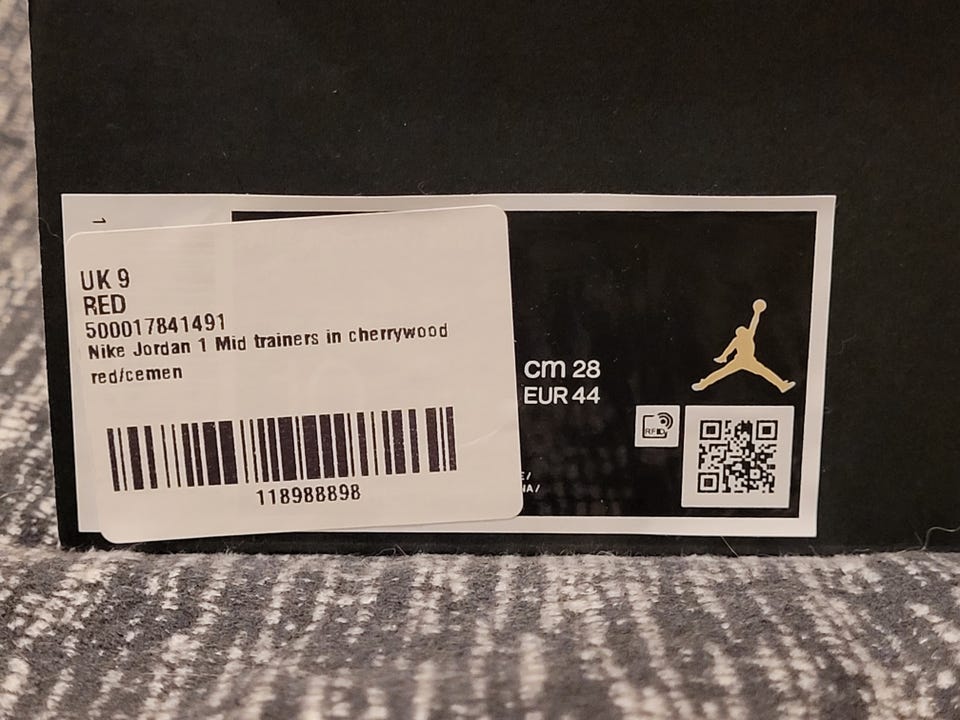 1
UK 9
RED
500017841491
Nike Jordan 1 Mid trainers in cherrywood
red/cemen
118988898
cm 28
EUR 44
RFID